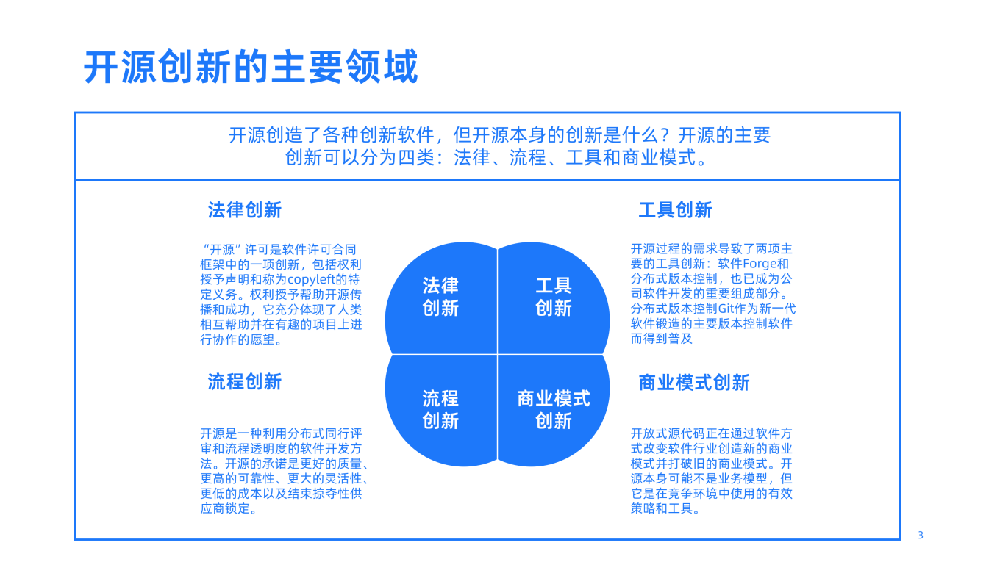 开源创新的主要领域
开源创造了各种创新软件，但开源本身的创新是什么？开源的主要
创新可以分为四类：法律、流程、工具和商业模式。
法律创新
“开源”许可是软件许可合同
框架中的一项创新，包括权利
授予声明和称为copyleft的特
定义务。权利授予帮助开源传
播和成功，它充分体现了人类
相互帮助并在有趣的项目上进
行协作的愿望。
工具创新
开源过程的需求导致了两项主
要的工具创新：软件Forge和
分布式版本控制，也已成为公
司软件开发的重要组成部分。
分布式版本控制Git作为新一代
软件锻造的主要版本控制软件
而得到普及
法律
创新
工具
创新
流程
创新
商业模式
创新
流程创新
开源是一种利用分布式同行评
审和流程透明度的软件开发方
法。开源的承诺是更好的质量、
更高的可靠性、更大的灵活性、
更低的成本以及结束掠夺性供
应商锁定。
商业模式创新
开放式源代码正在通过软件方
式改变软件行业创造新的商业
模式并打破旧的商业模式。开
源本身可能不是业务模型，但
它是在竞争环境中使用的有效
策略和工具。
3